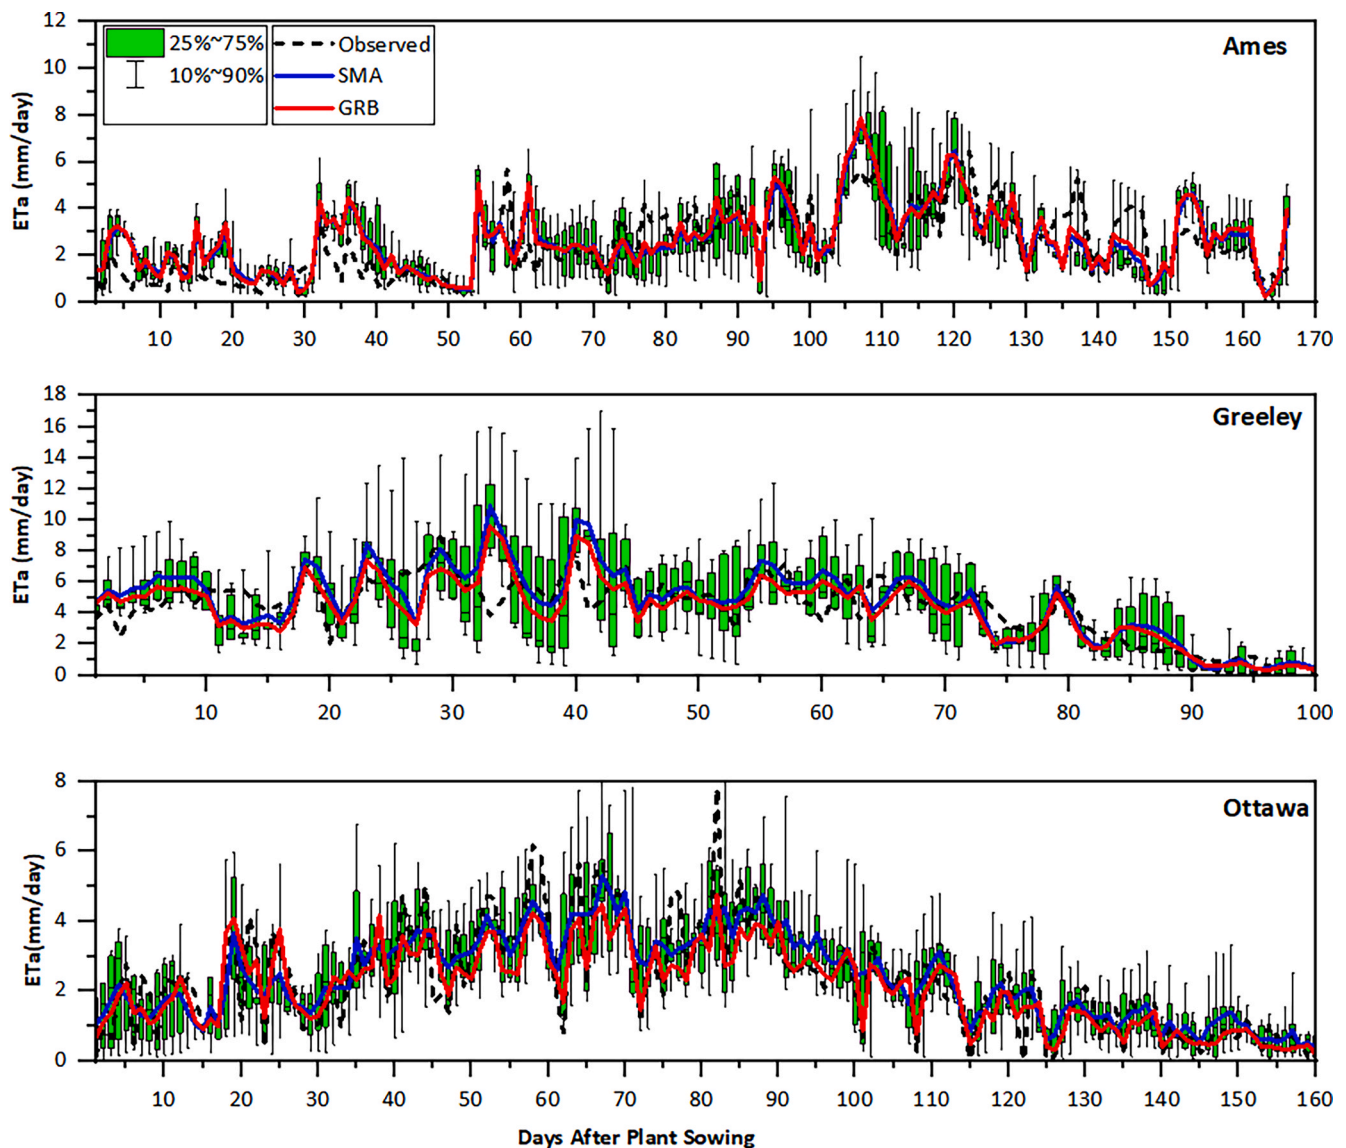 12
10
8
6
4
2
0
ETa (mm/day)
25%~75%
10%~90%
Observed
SMA
GRB
Ames
10 20 30 40 50 60 70 80 90 100 110 120 130 140 150 160 170
18
16
14
12
10
8
6
4
2
0
ETa (mm/day)
Greeley
10 20 30 40 50 60 70 80 90 100
8
6
4
2
0
ETa(mm/day)
Ottawa
10 20 30 40 50 60 70 80 90 100 110 120 130 140 150 160
Days After Plant Sowing